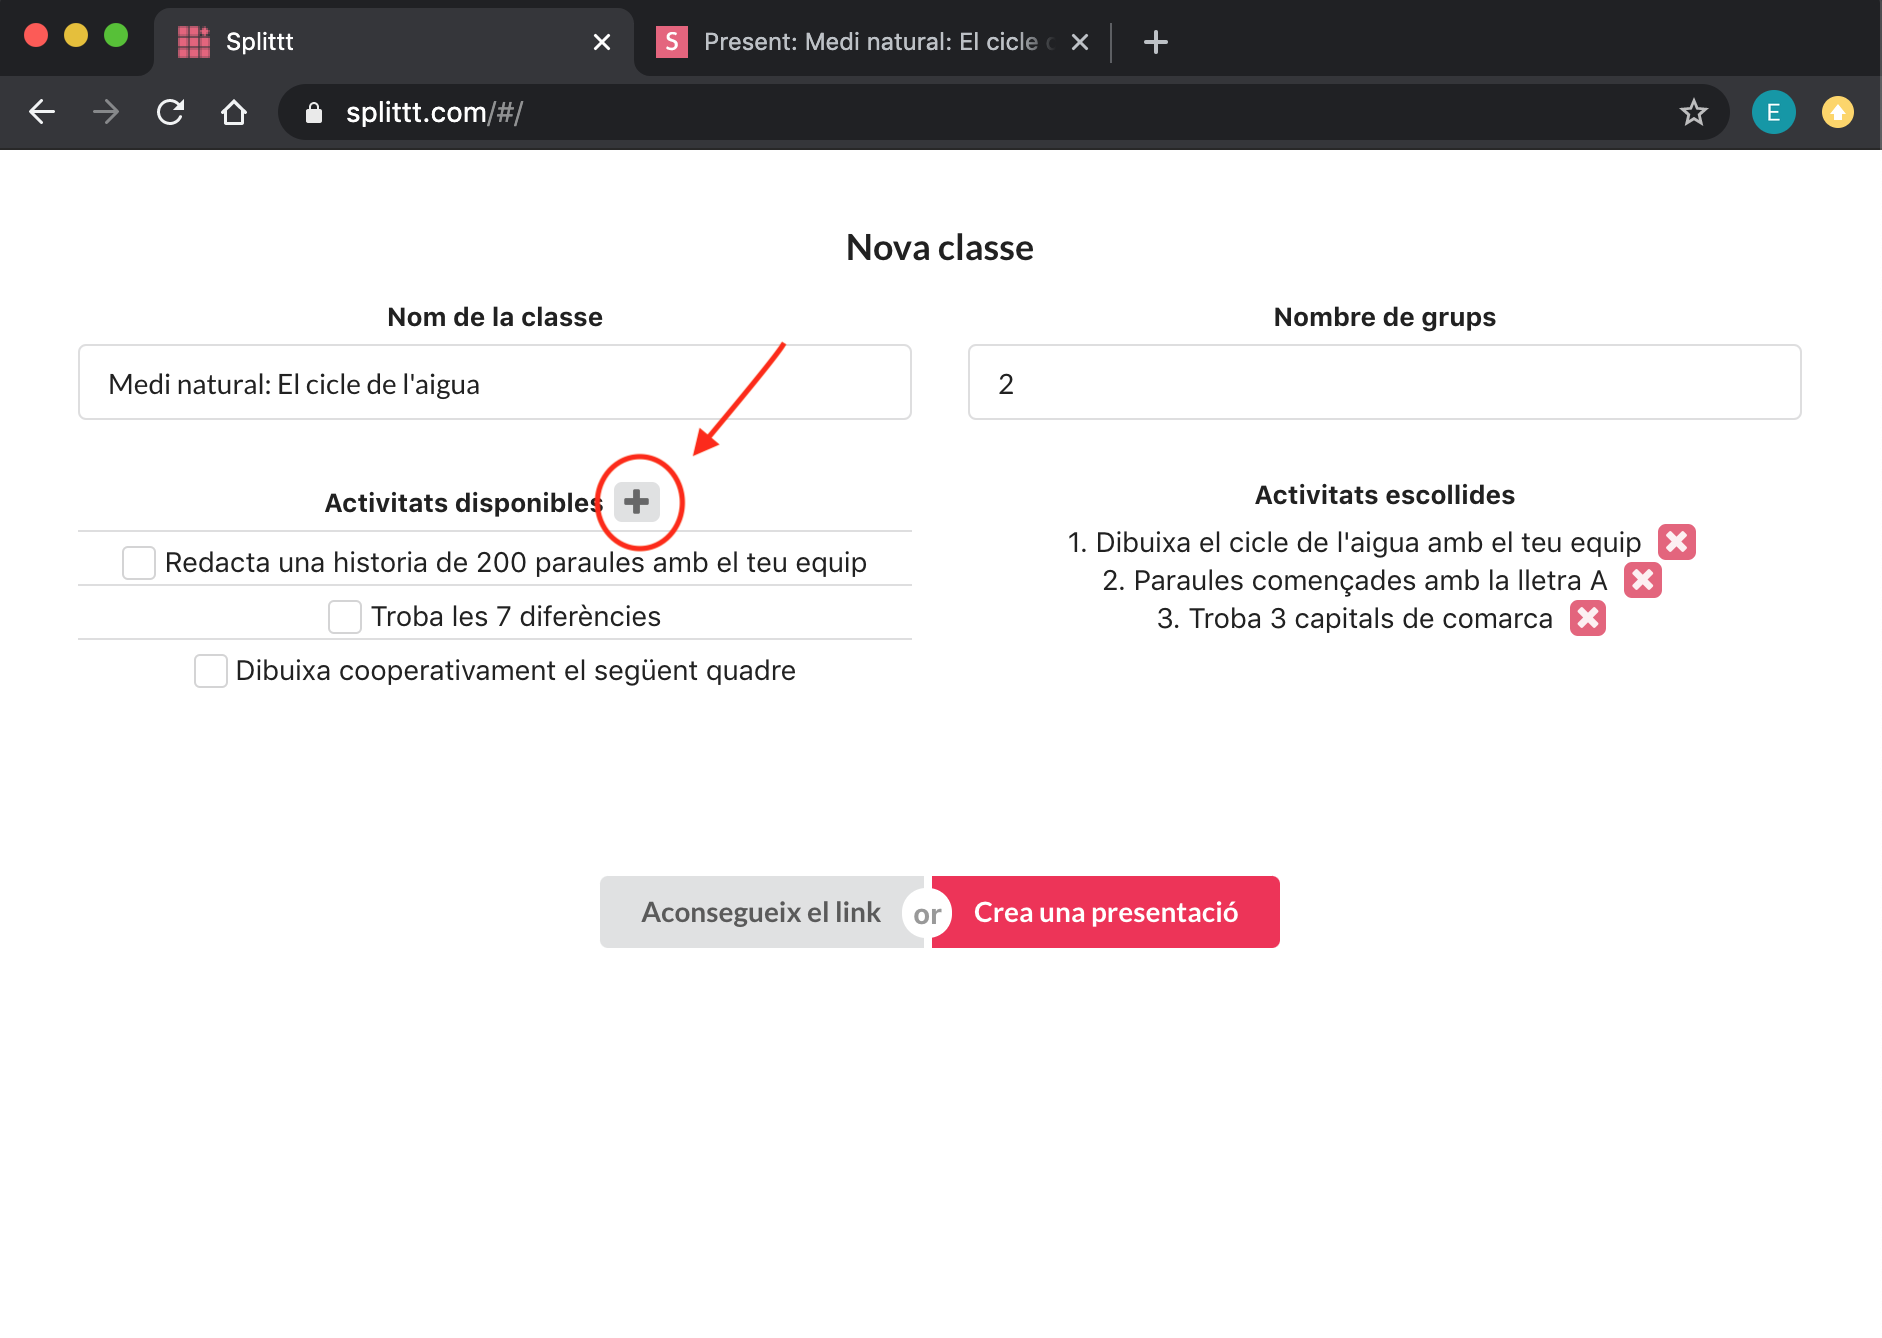 Splittt
S Present: Medi natural: El cicle
splittt.com/#/
E
Nova classe
Nom de la classe
Nombre de grups
Medi natural: El cicle de l'aigua
2
Activitats disponibles
Redacta una historia de 200 paraules amb el teu equip
Troba les 7 diferències
Dibuixa cooperativament el següent quadre
Activitats escollides
1. Dibuixa el cicle de l'aigua amb el teu equip
2. Paraules començades amb la lletra A
3. Troba 3 capitals de comarca
Aconsegueix el link or Crea una presentació